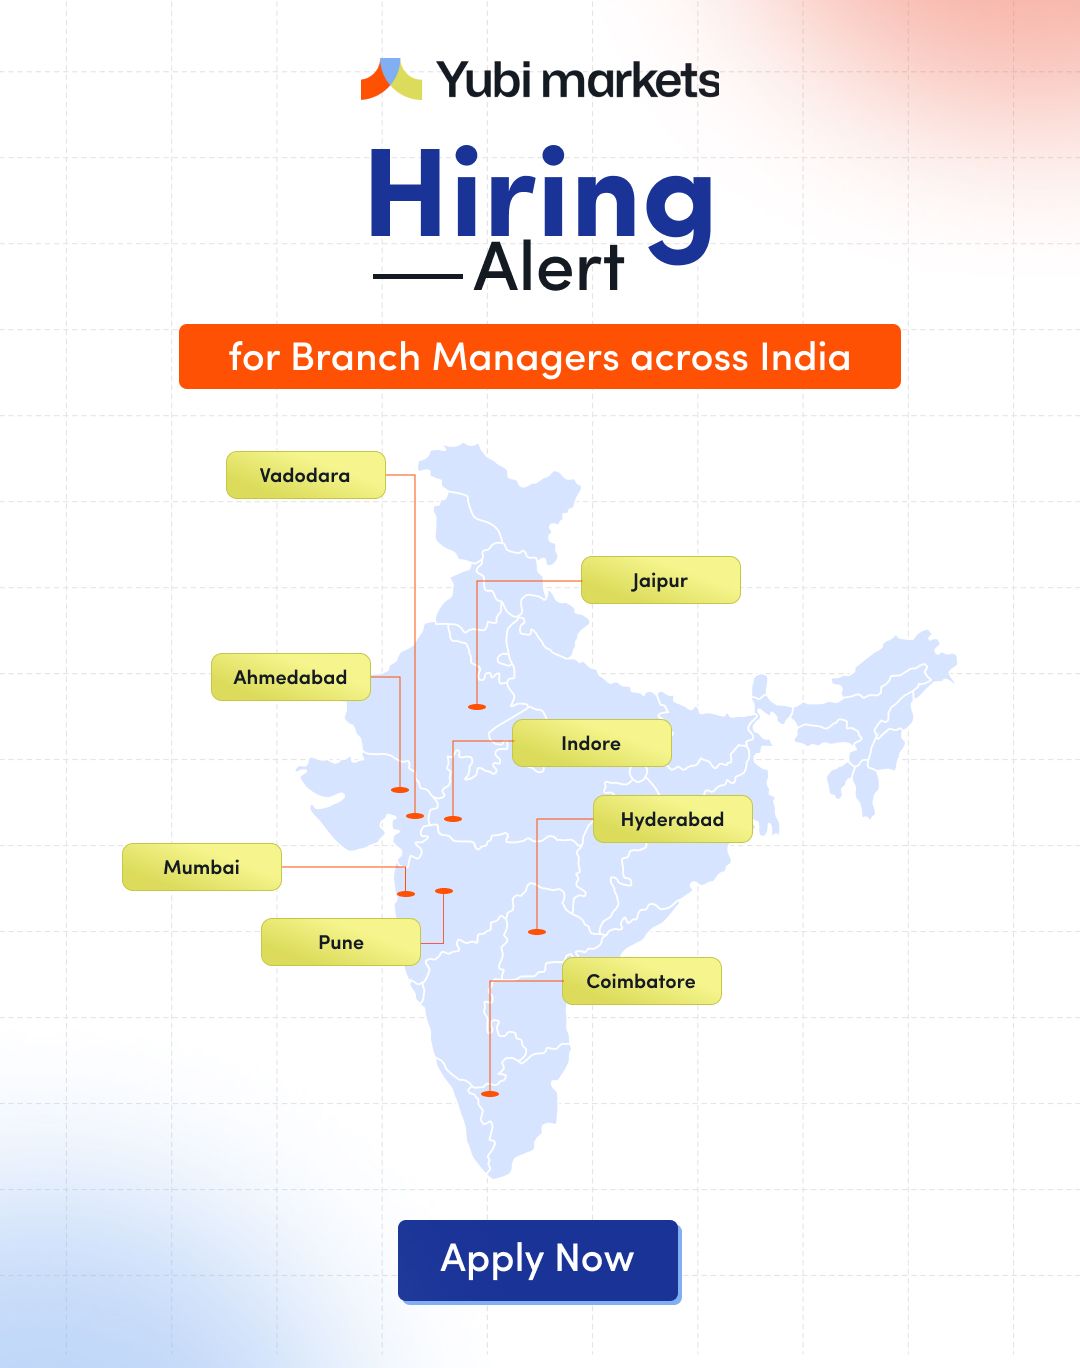 Yubi markets
Hiring
Alert
for Branch Managers across India
Vadodara
Jaipur
Ahmedabad
Indore
Hyderabad
Mumbai
Pune
Coimbatore
Apply Now